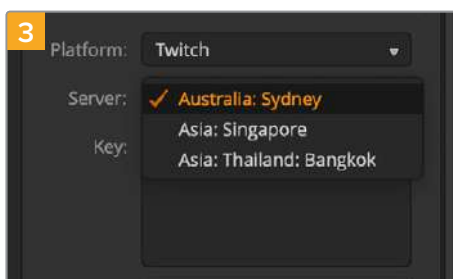 3
Platform: Twitch
Server: Australia: Sydney
Asia: Singapore
Key:
Asia: Thailand: Bangkok